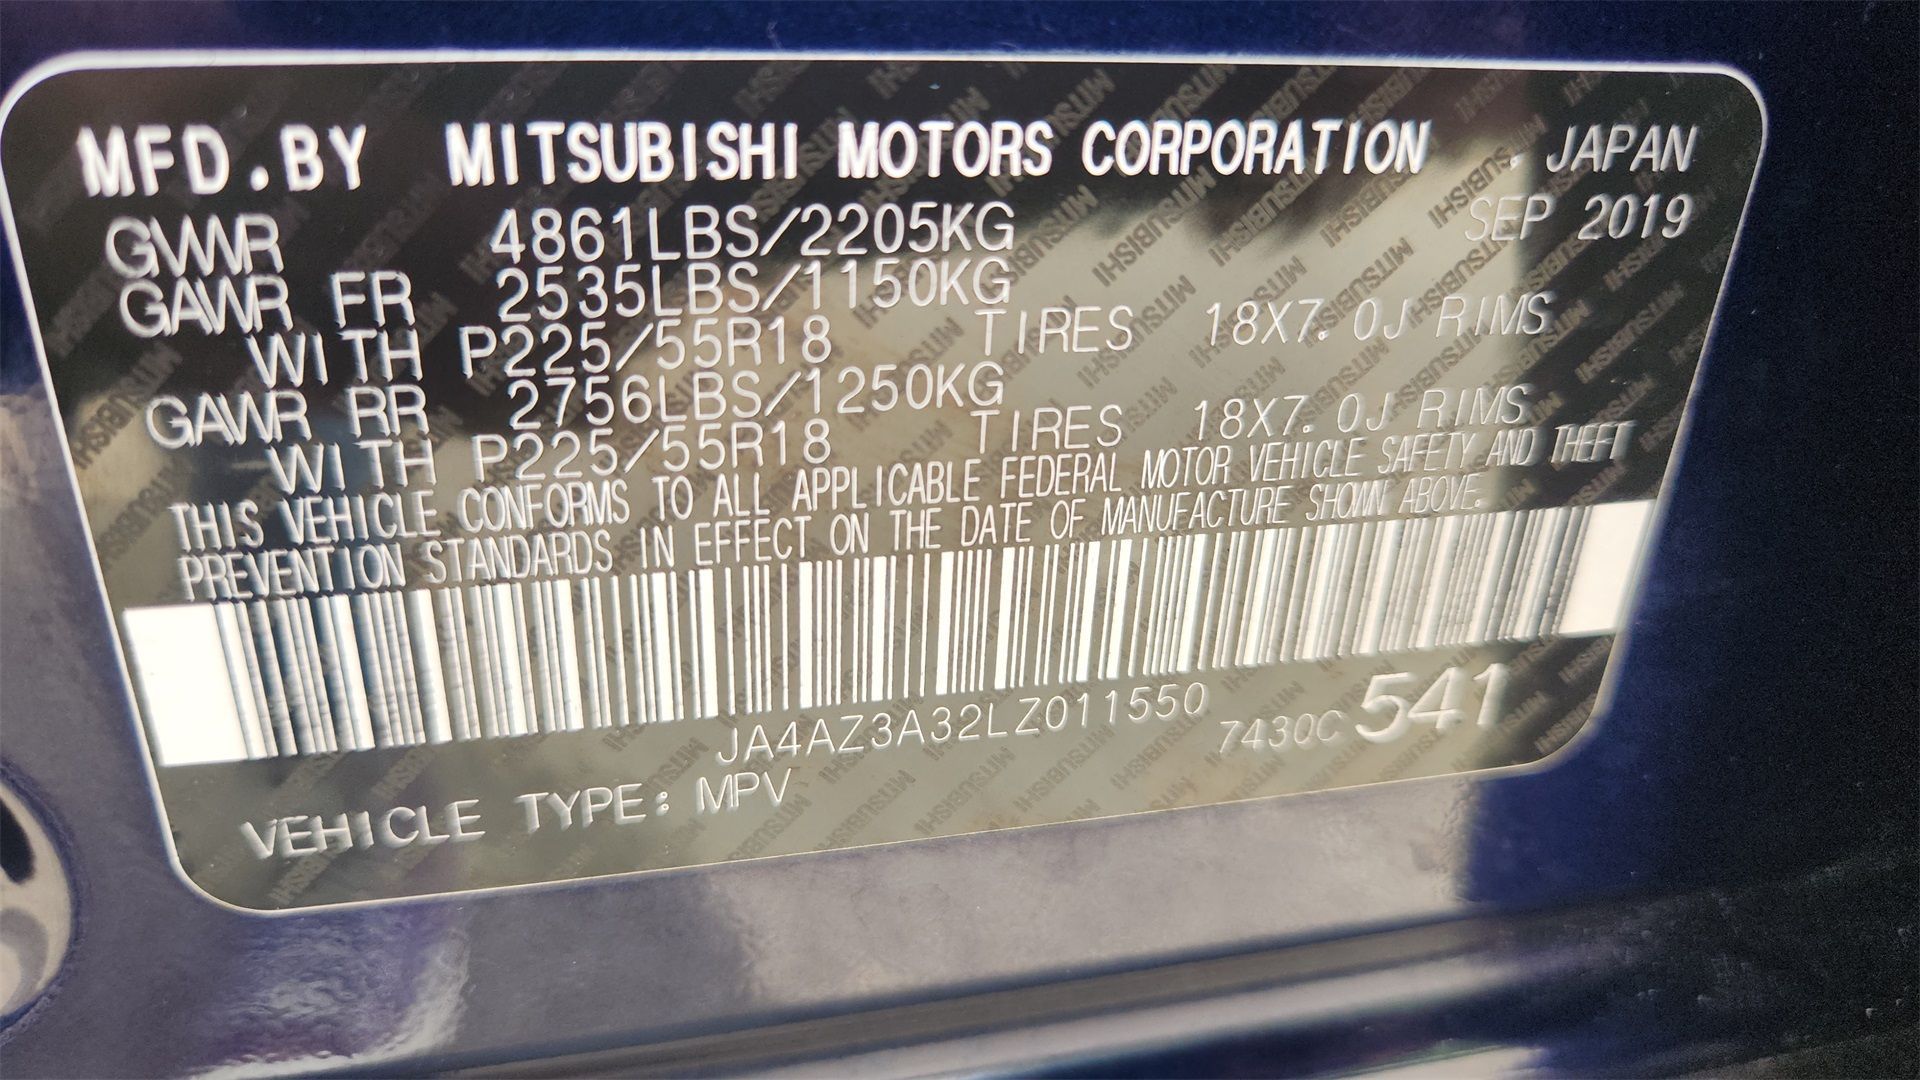 MFD.BY MITSUBISHI MOTORS CORPORATION . JAPAN
SEP 2019
GVWR 4861LBS/2205KG
GAWR FR 2535LBS/1150KG
WITH P225/55R18 TIRES 18X7.0J RIMS
GAWR RR 2756LBS/1250KG
WITH P225/55R18 TIRES 18X7.0J RIMS
THIS VEHICLE CONFORMS TO ALL APPLICABLE FEDERAL MOTOR VEHICLE SAFETY AND THEFT
PREVENTION STANDARDS IN EFFECT ON THE DATE OF MANUFACTURE SHOWN ABOVE.
JA4AZ3A32LZ011550
7430C 541
VEHICLE TYPE: MPV